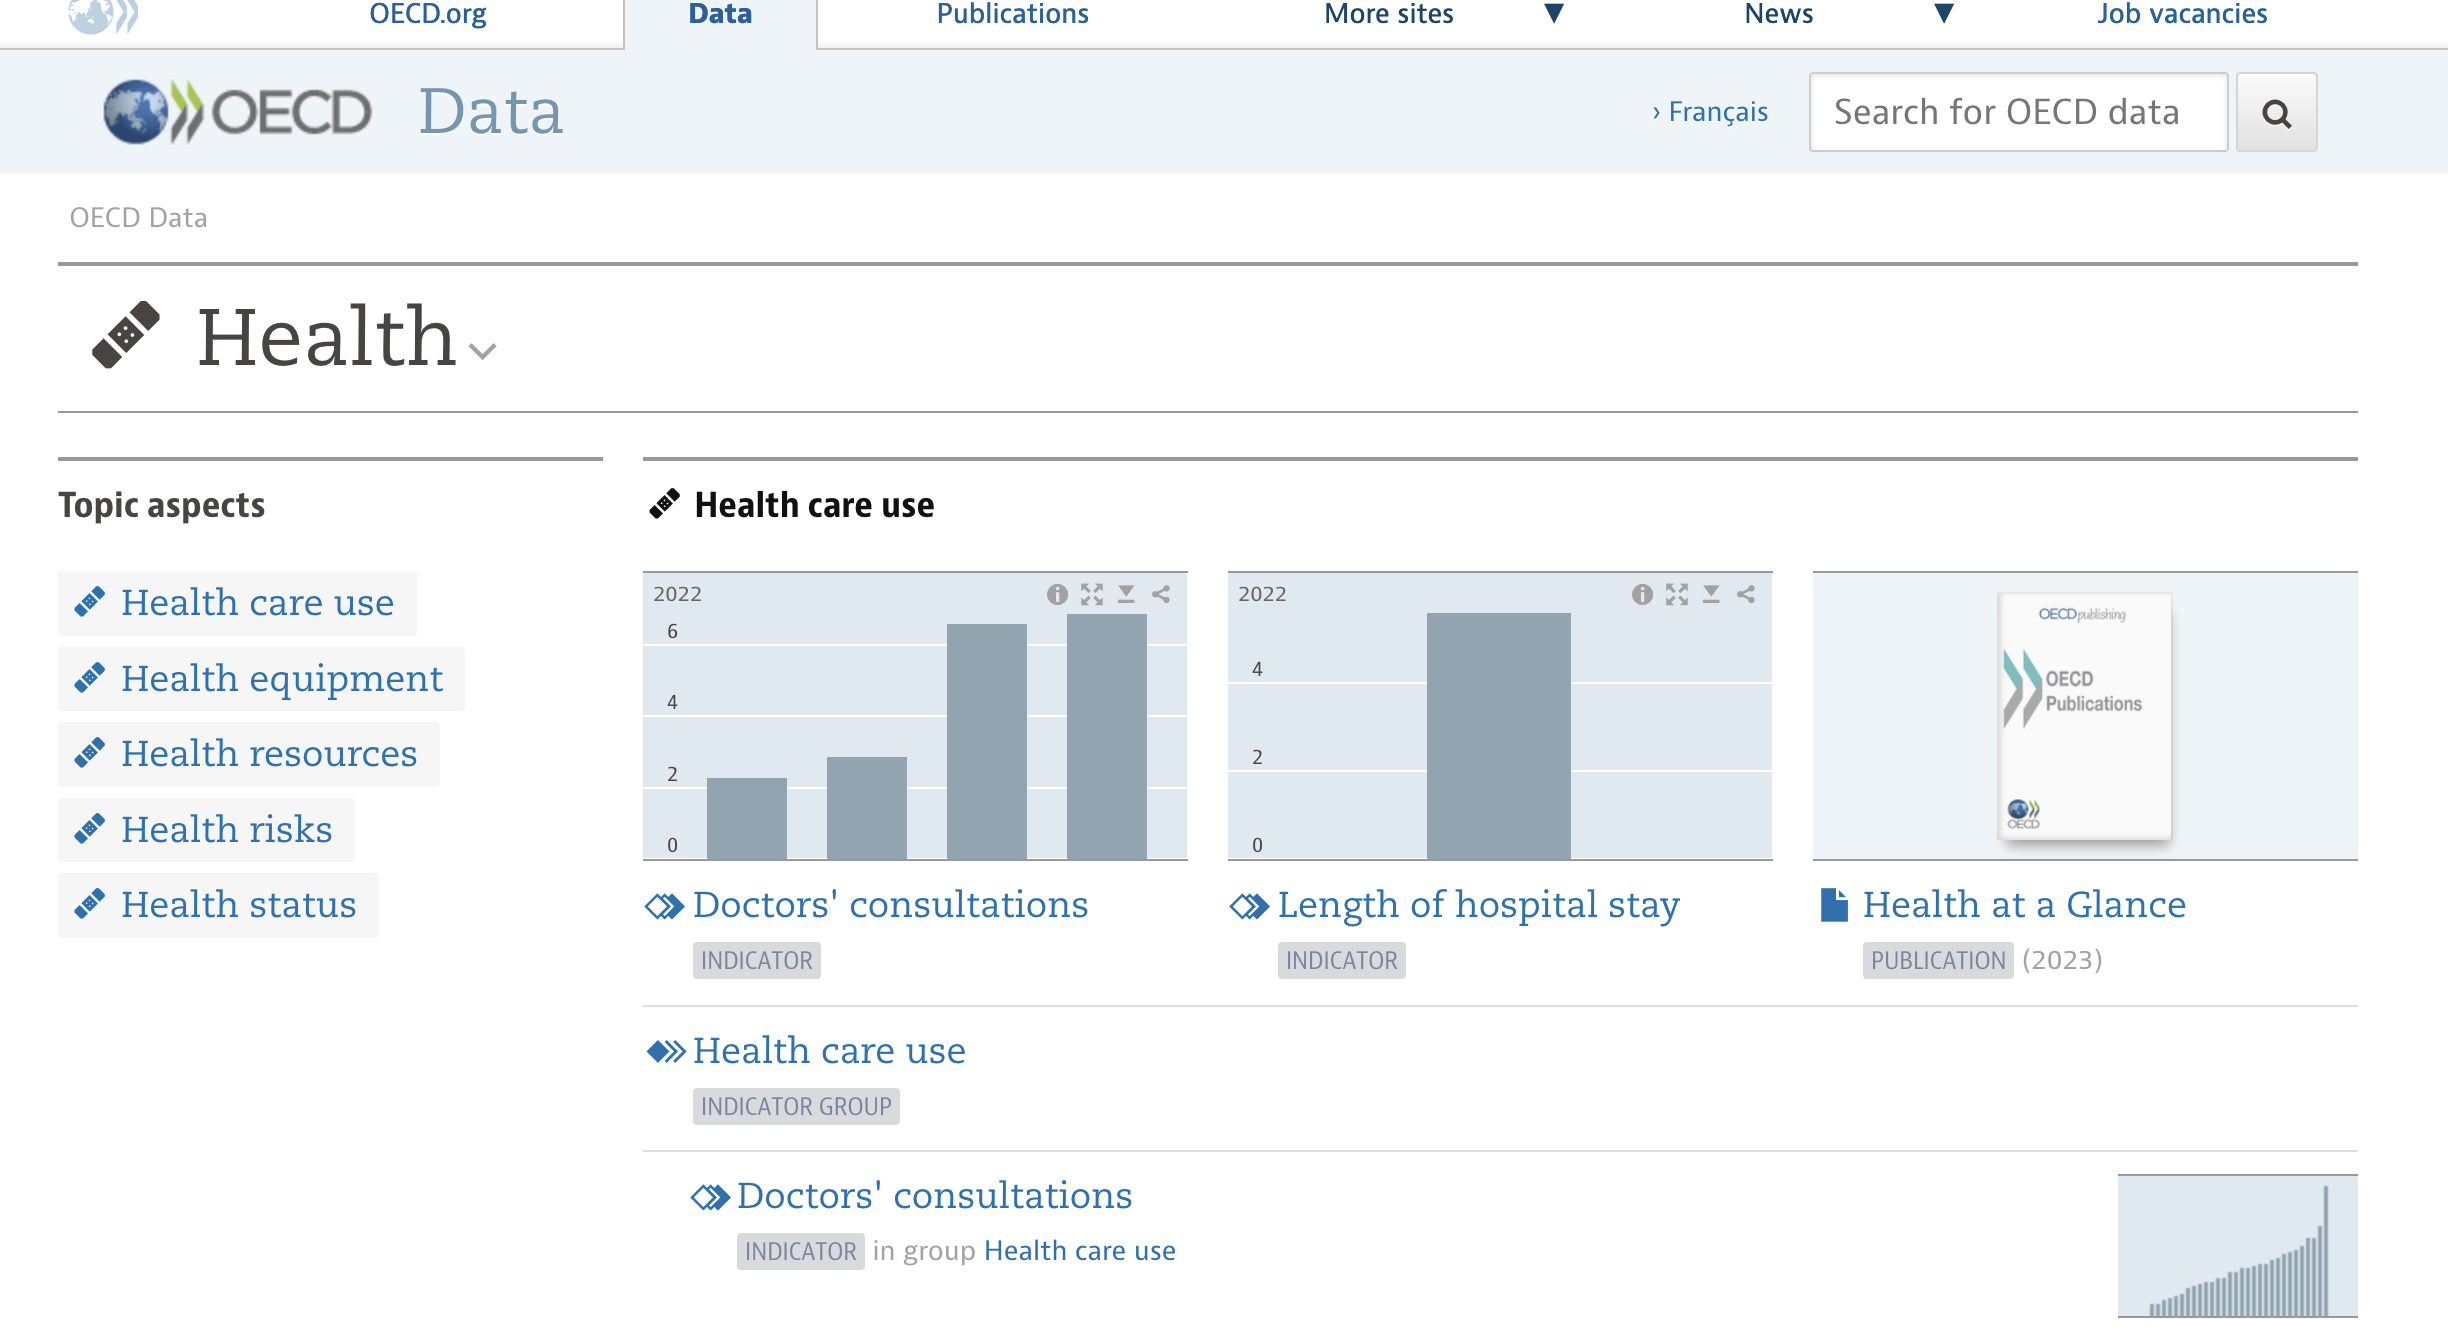 OECD.org
Data
Publications
More sites ▼
News ▼
Job vacancies
OECD Data
› Français
Search for OECD data
OECD Data
Health
Topic aspects
Health care use
Health equipment
Health resources
Health risks
Health status
Health care use
2022
6
4
2
0
Doctors' consultations
INDICATOR
2022
4
2
0
Length of hospital stay
INDICATOR
OECDpublishing
OECD
Publications
OECD
Health at a Glance
PUBLICATION (2023)
Health care use
INDICATOR GROUP
Doctors' consultations
INDICATOR in group Health care use